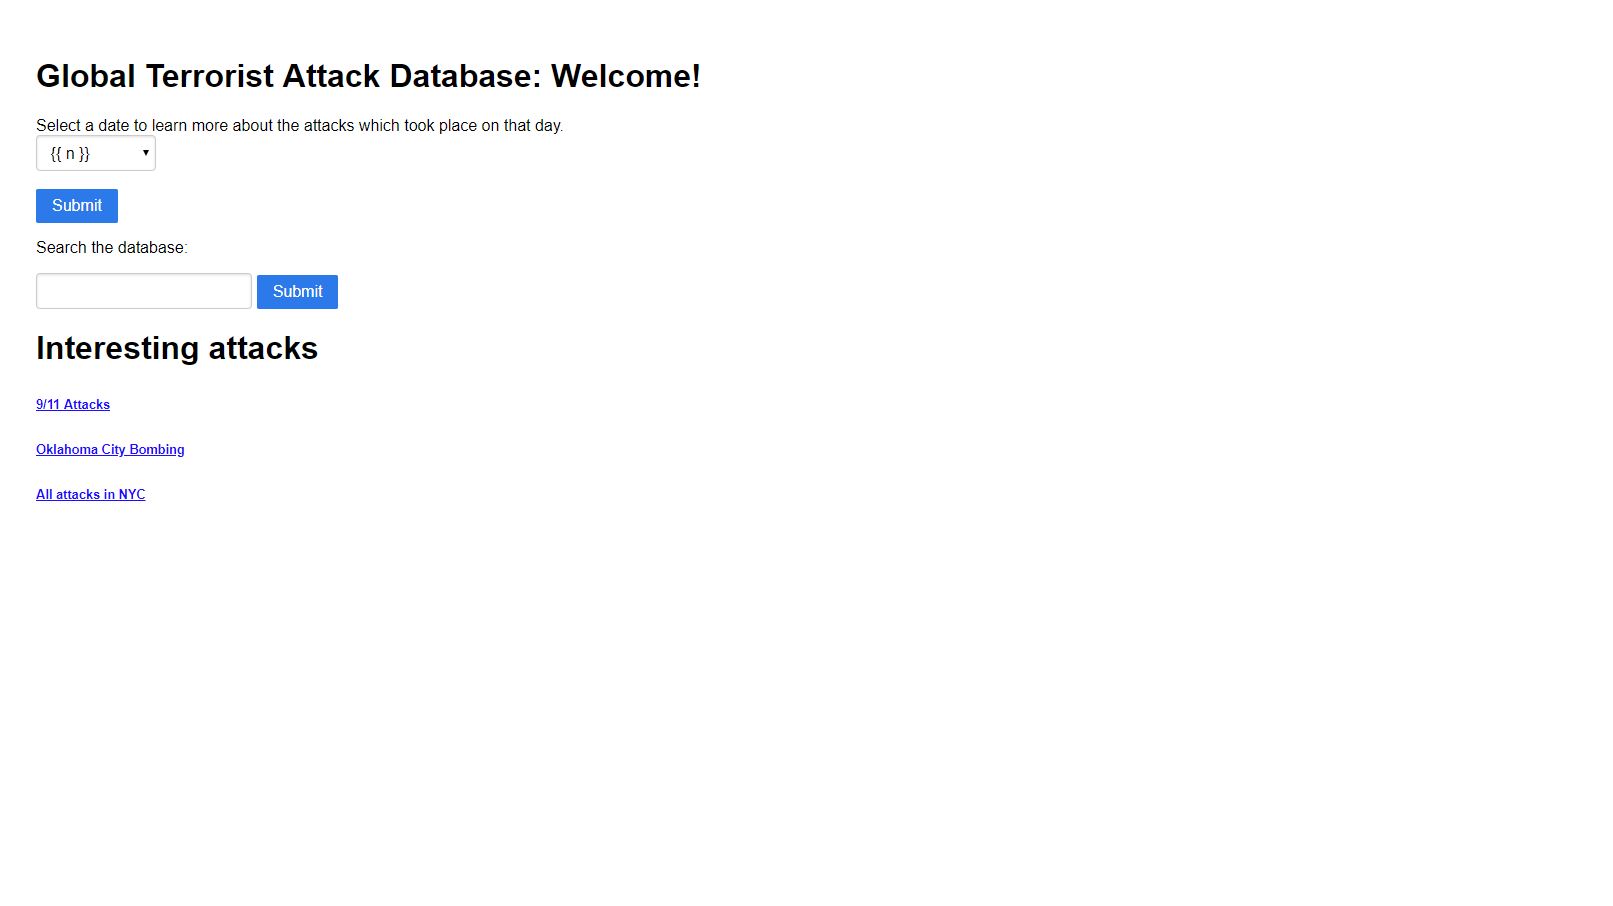 Global Terrorist Attack Database: Welcome!
Select a date to learn more about the attacks which took place on that day.
{{ n }}
Submit
Search the database:
Submit
Interesting attacks
9/11 Attacks
Oklahoma City Bombing
All attacks in NYC